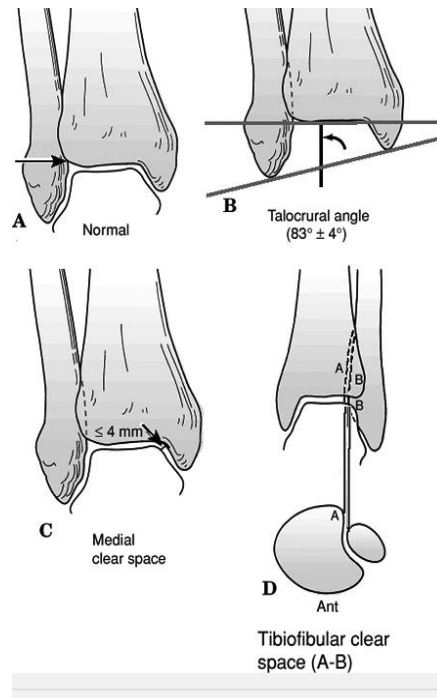 A
Normal
B
Talocrural angle
(83° ± 4°)
≤ 4 mm
C
Medial
clear space
A
B
B
A
D
Ant
Tibiofibular clear
space (A-B)